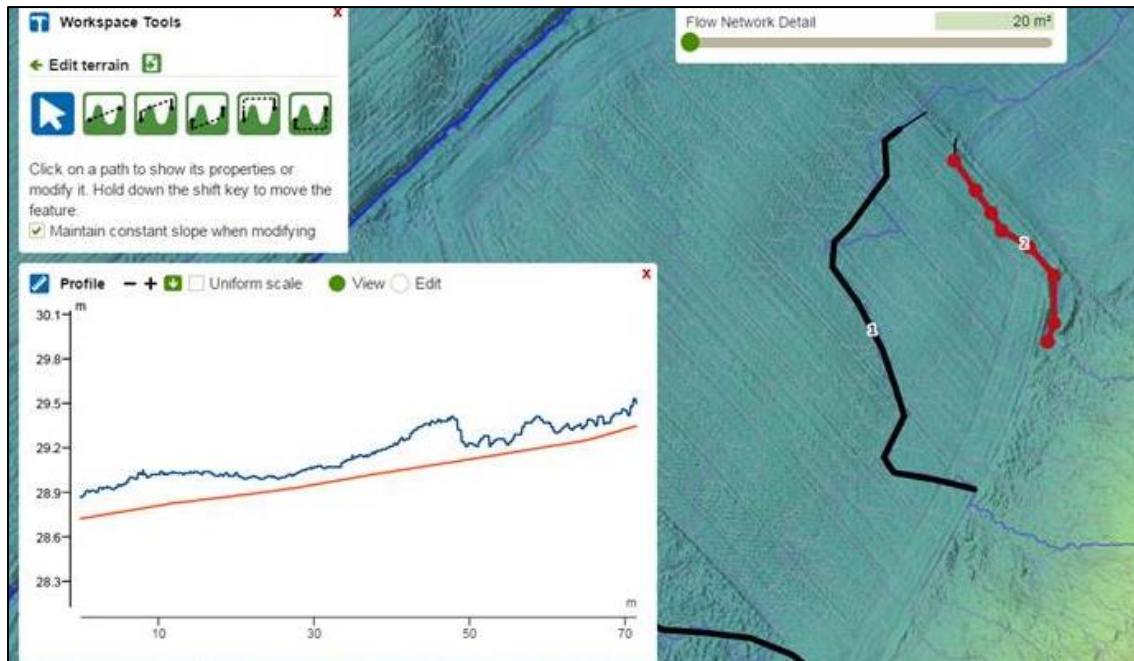 Workspace Tools
x
Edit terrain
Click on a path to show its properties or
modify it. Hold down the shift key to move the
feature.
Maintain constant slope when modifying
Flow Network Detail
20 m²
Profile
Uniform scale
View
Edit
x
m
30.1
29.8
29.5
29.2
28.9
28.6
28.3
m
10
30
50
70
1
2